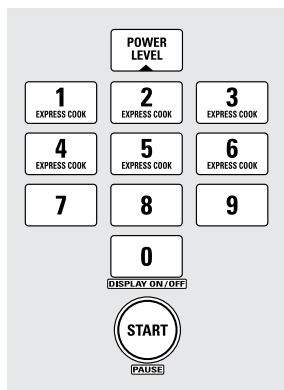 POWER
LEVEL
1 2 3
EXPRESS COOK EXPRESS COOK EXPRESS COOK
4 5 6
EXPRESS COOK EXPRESS COOK EXPRESS COOK
7 8 9
0
DISPLAY ON/OFF
START
PAUSE